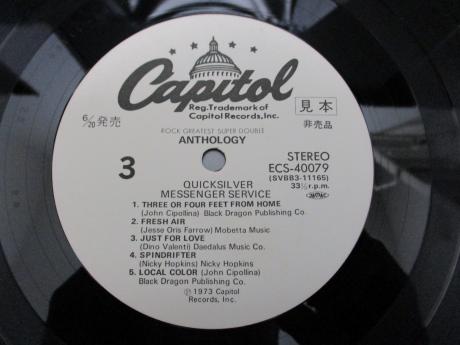 Capitol
Reg. Trademark of
Capitol Records, Inc.
6/20 発売
見本
非売品
ROCK GREATEST SUPER DOUBLE
ANTHOLOGY
3
STEREO
ECS-40079
(SVBB3-11165)
33⅓ r.p.m.
QUICKSILVER
MESSENGER SERVICE
1. THREE OR FOUR FEET FROM HOME
(John Cipollina) Black Dragon Publishing Co.
2. FRESH AIR
(Jesse Oris Farrow) Mobetta Music
3. JUST FOR LOVE
(Dino Valenti) Daedalus Music Co.
4. SPINDRIFTER
(Nicky Hopkins) Nicky Hopkins
5. LOCAL COLOR (John Cipollina)
Black Dragon Publishing Co.
Ⓟ 1973 Capitol
Records, Inc.